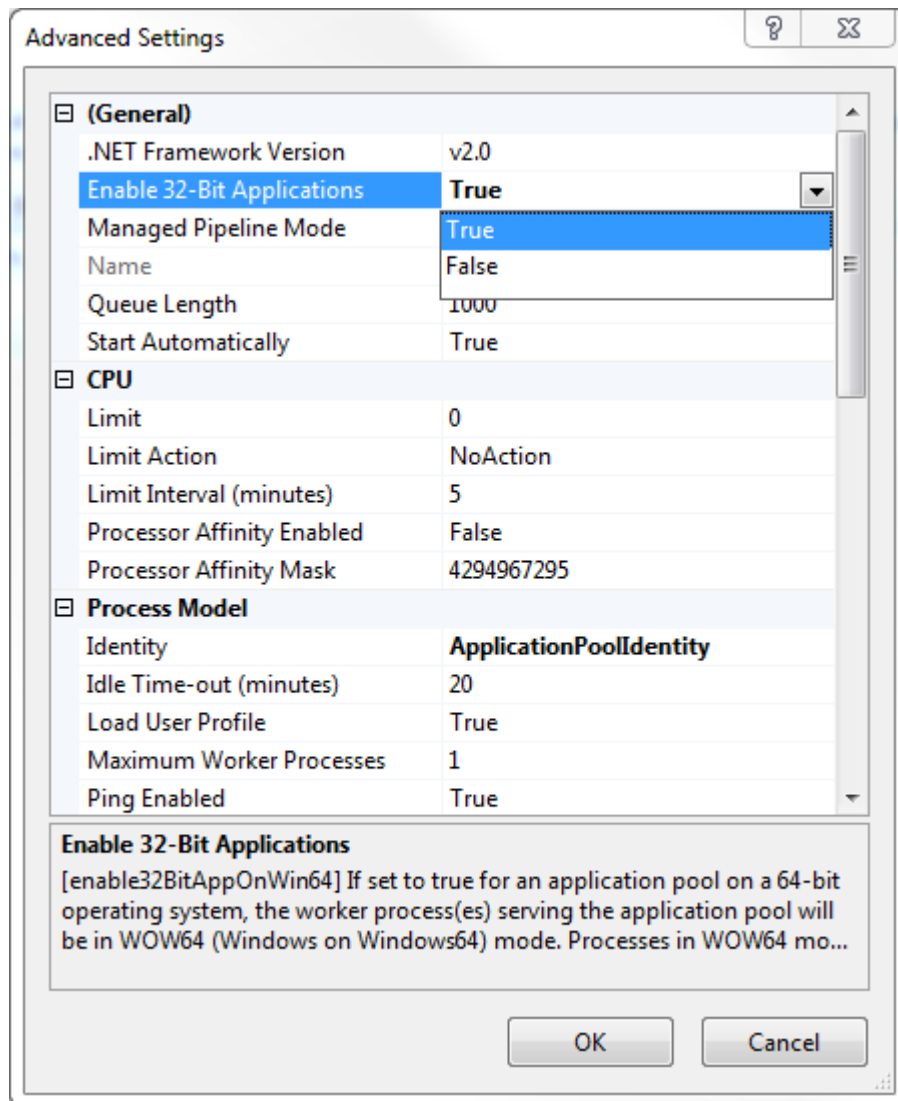 Advanced Settings
(General)
.NET Framework Version v2.0
Enable 32-Bit Applications True
Managed Pipeline Mode True
Name False
Queue Length 1000
Start Automatically True
CPU
Limit 0
Limit Action NoAction
Limit Interval (minutes) 5
Processor Affinity Enabled False
Processor Affinity Mask 4294967295
Process Model
Identity ApplicationPoolIdentity
Idle Time-out (minutes) 20
Load User Profile True
Maximum Worker Processes 1
Ping Enabled True
Enable 32-Bit Applications
[enable32BitAppOnWin64] If set to true for an application pool on a 64-bit
operating system, the worker process(es) serving the application pool will
be in WOW64 (Windows on Windows64) mode. Processes in WOW64 mo...
OK Cancel